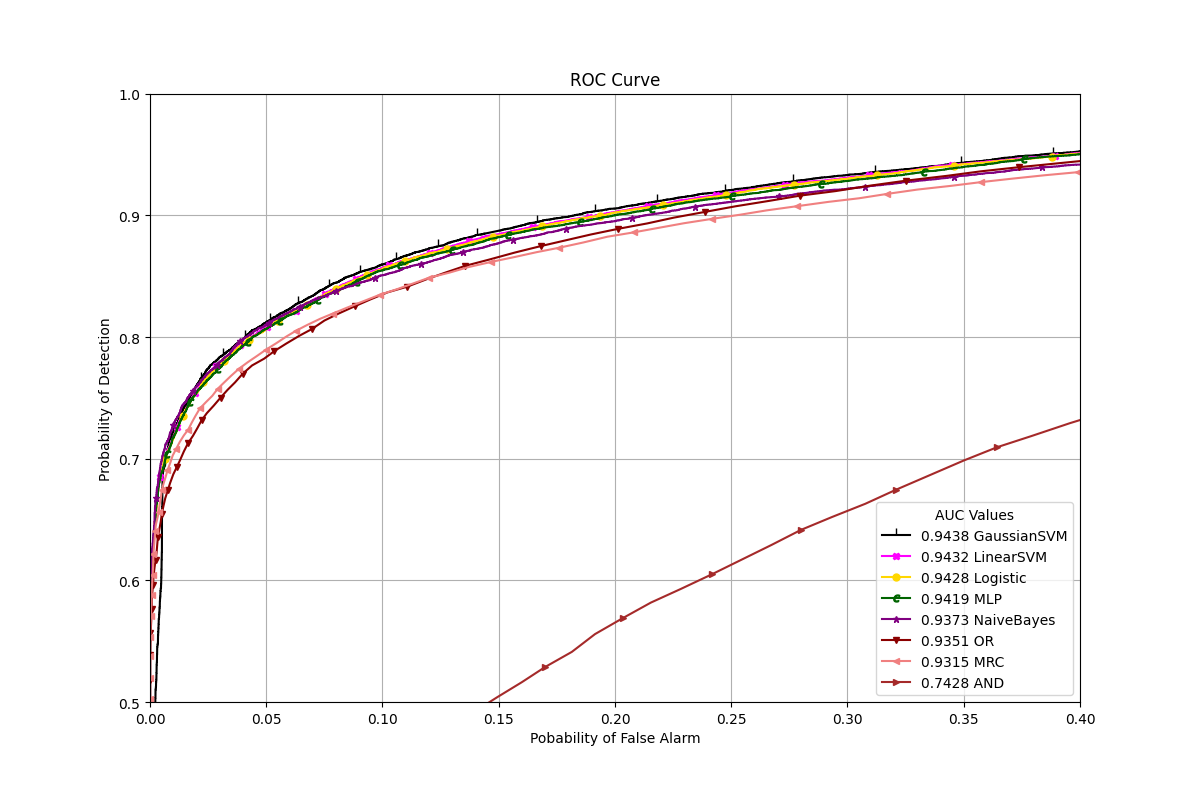 ROC Curve
1.0
0.9
0.8
0.7
0.6
0.5
Probability of Detection
0.00 0.05 0.10 0.15 0.20 0.25 0.30 0.35 0.40
Pobability of False Alarm
AUC Values
0.9438 GaussianSVM
0.9432 LinearSVM
0.9428 Logistic
0.9419 MLP
0.9373 NaiveBayes
0.9351 OR
0.9315 MRC
0.7428 AND